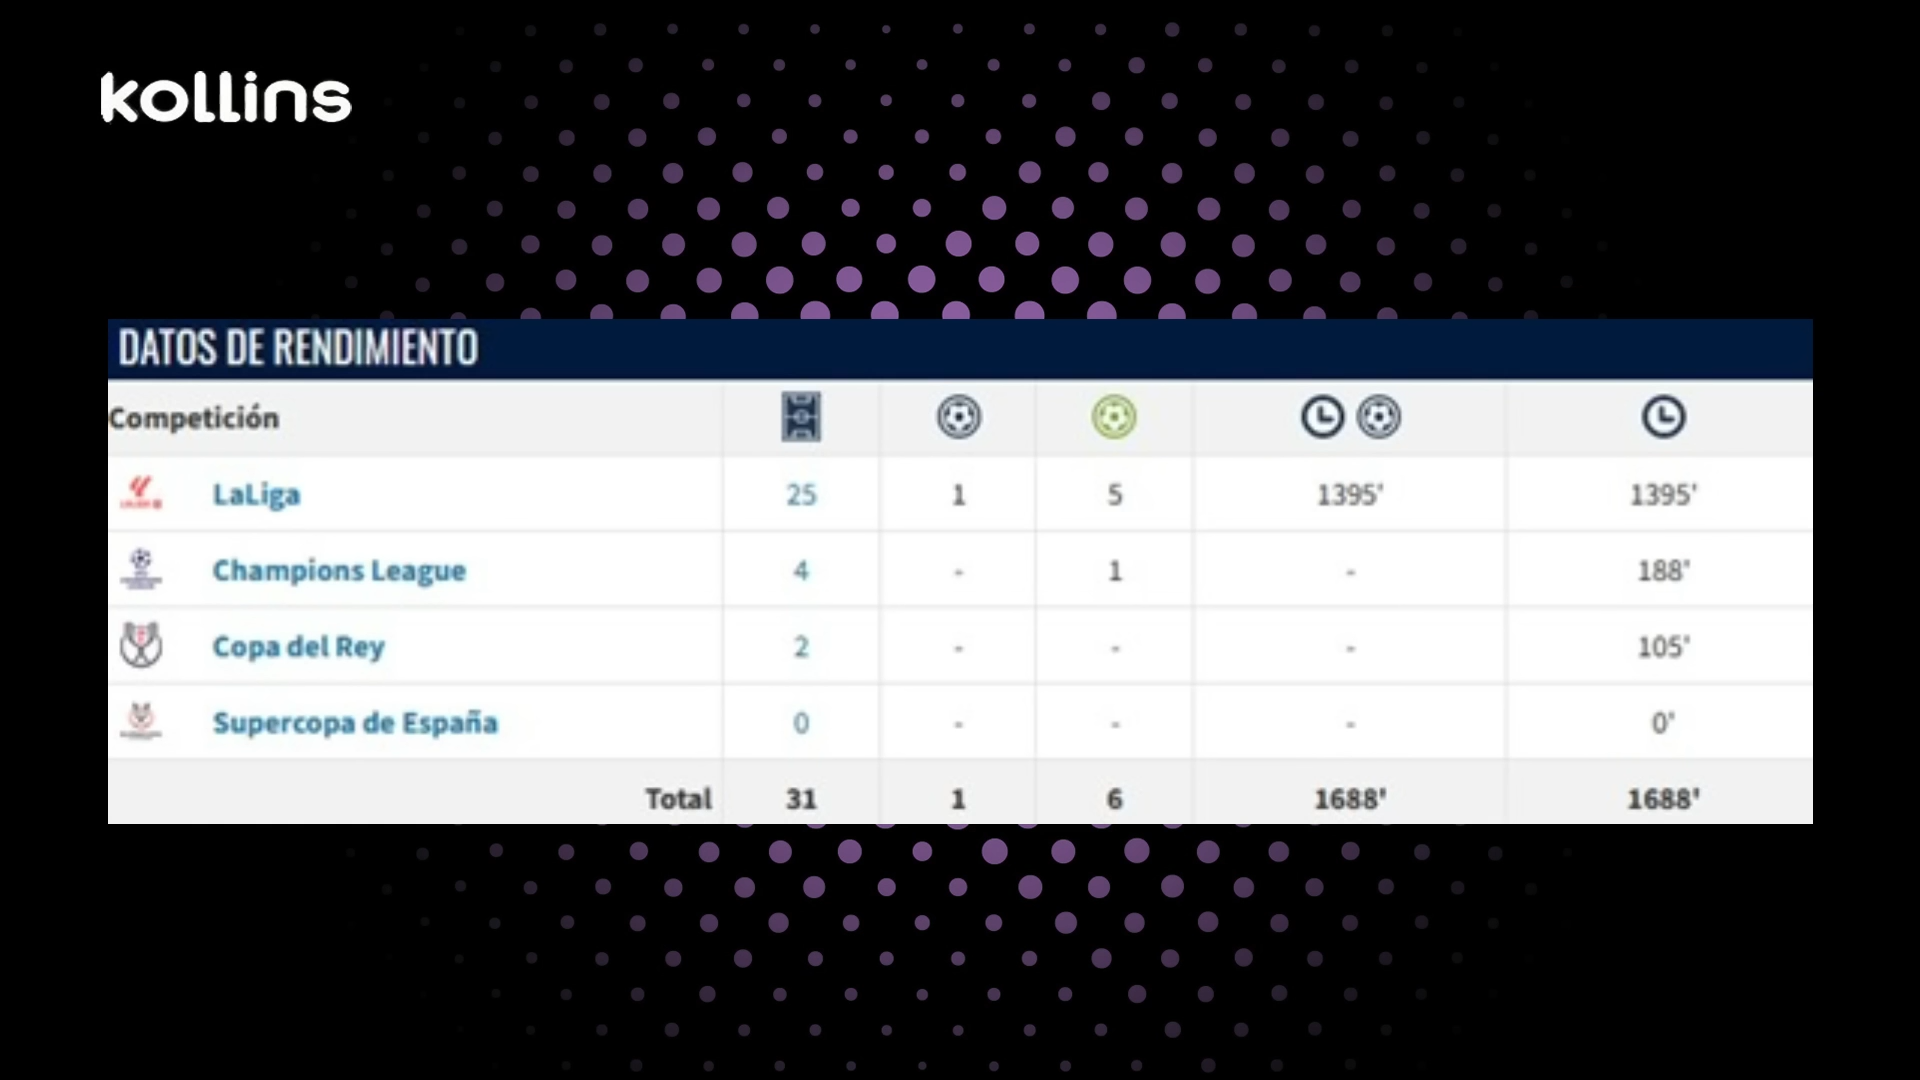 kollins
DATOS DE RENDIMIENTO
Competición
LaLiga 25 1 5 1395' 1395'
Champions League 4 - 1 - 188'
Copa del Rey 2 - - - 105'
Supercopa de España 0 - - - 0'
Total 31 1 6 1688' 1688'